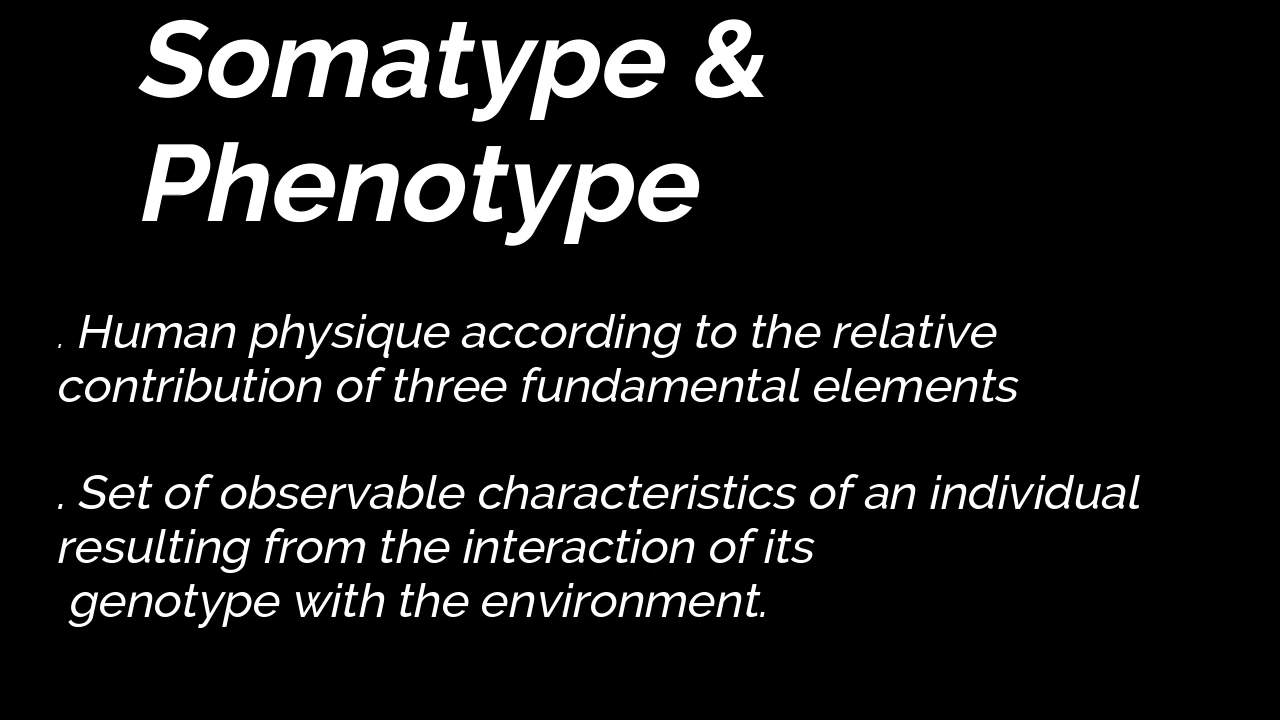 Somatype &
Phenotype
. Human physique according to the relative
contribution of three fundamental elements
. Set of observable characteristics of an individual
resulting from the interaction of its
genotype with the environment.